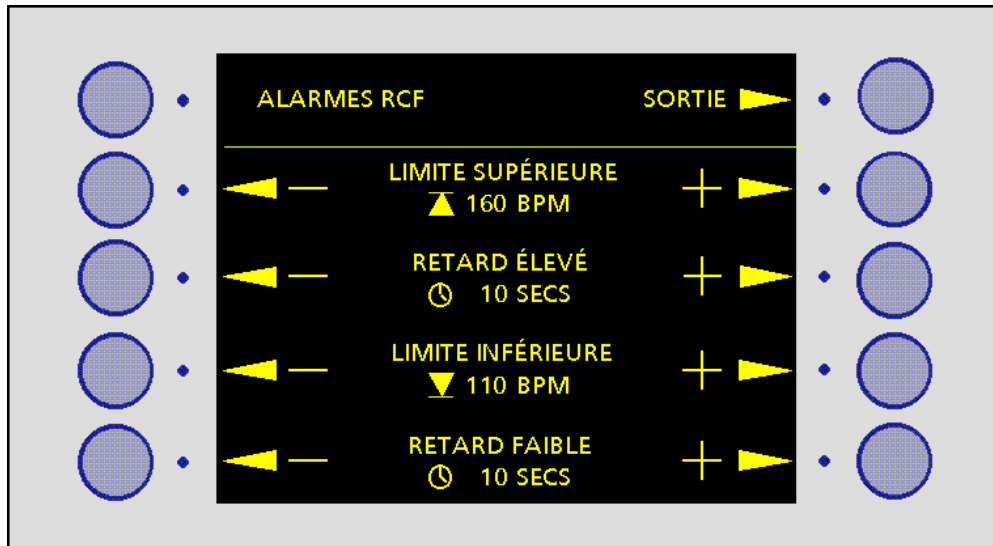 ALARMES RCF
SORTIE
LIMITE SUPÉRIEURE
160 BPM
RETARD ÉLEVÉ
10 SECS
LIMITE INFÉRIEURE
110 BPM
RETARD FAIBLE
10 SECS